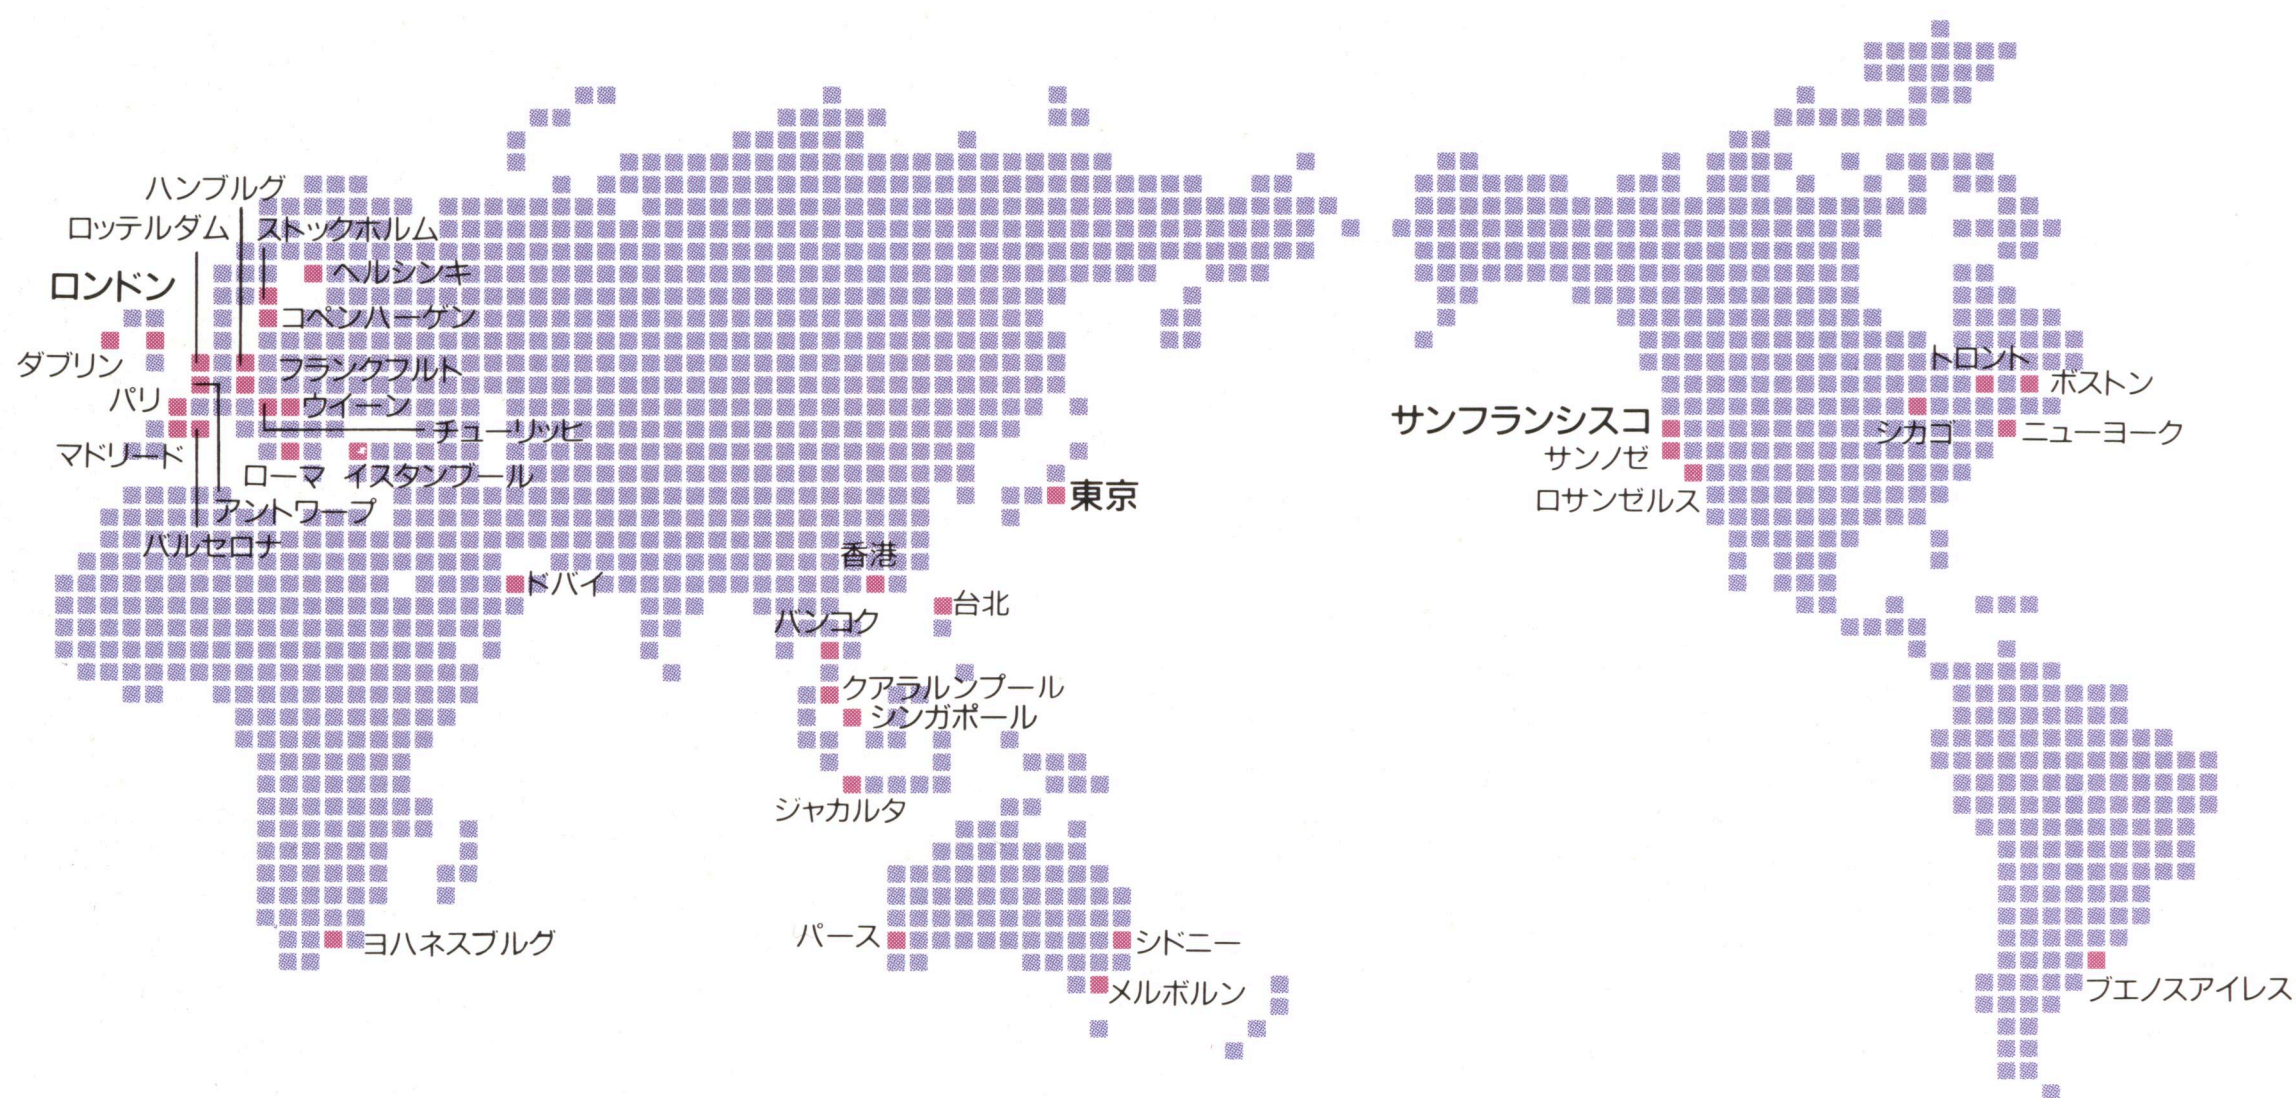 ハンブルグ
ロッテルダム
ストックホルム
ロンドン
ヘルシンキ
コペンハーゲン
ダブリン
フランクフルト
パリ
ウイーン
チューリッヒ
マドリード
ローマ
イスタンブール
アントワープ
バルセロナ
ドバイ
ヨハネスブルグ
東京
香港
台北
バンコク
クアラルンプール
シンガポール
ジャカルタ
パース
シドニー
メルボルン
トロント
ボストン
サンフランシスコ
シカゴ
ニューヨーク
サンノゼ
ロサンゼルス
ブエノスアイレス